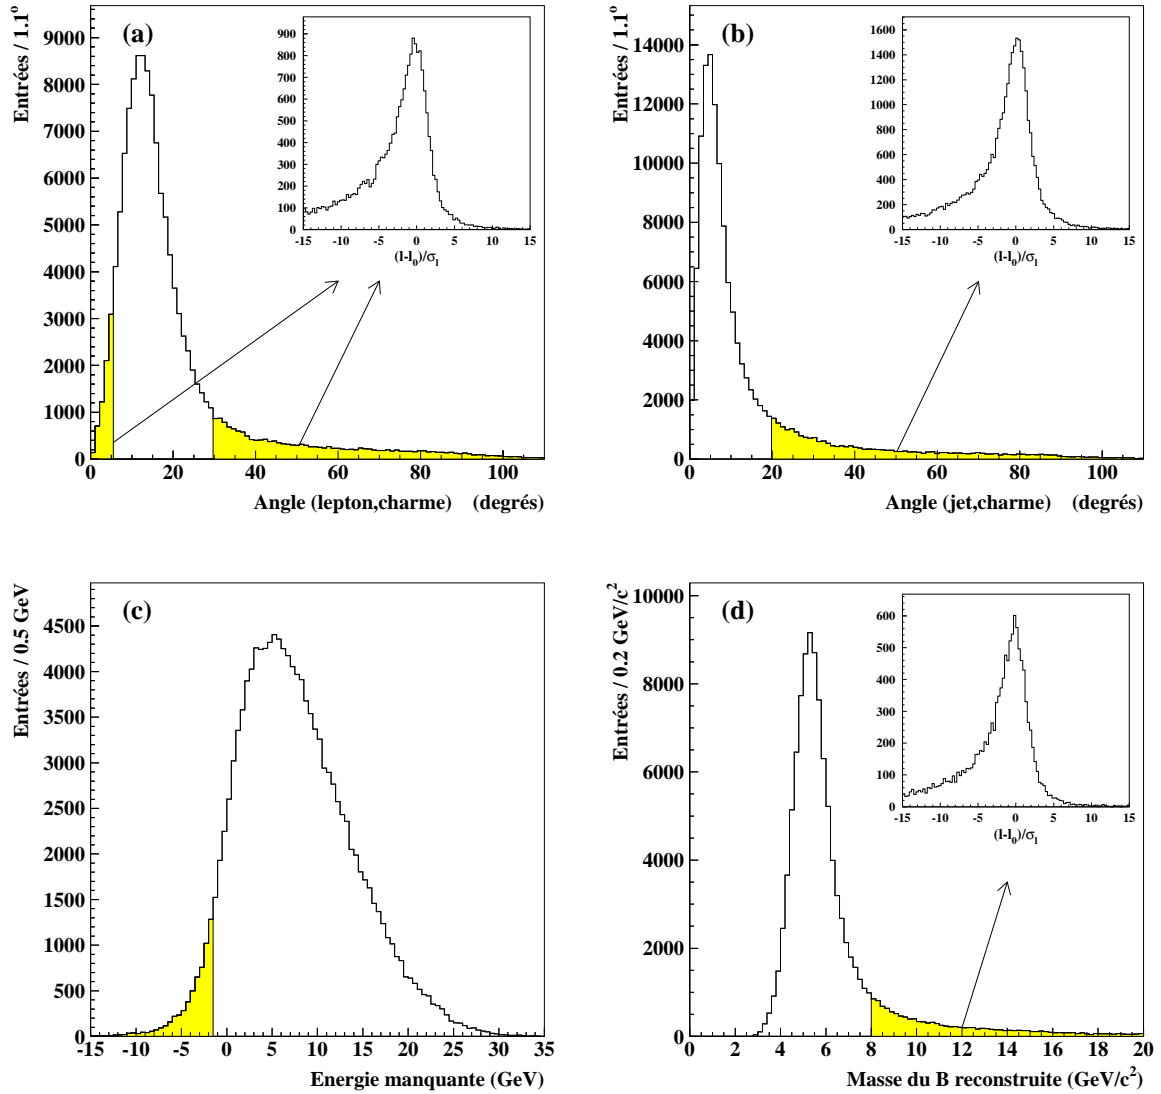 (a)
Entrées / 1.1°
9000
8000
7000
6000
5000
4000
3000
2000
1000
0
0 20 40 60 80 100
Angle (lepton,charme) (degrés)
900
800
700
600
500
400
300
200
100
0
-15 -10 -5 0 5 10 15
(l-l₀)/σₗ
(b)
Entrées / 1.1°
14000
12000
10000
8000
6000
4000
2000
0
0 20 40 60 80 100
Angle (jet,charme) (degrés)
1600
1400
1200
1000
800
600
400
200
0
-15 -10 -5 0 5 10 15
(l-l₀)/σₗ
(c)
Entrées / 0.5 GeV
4500
4000
3500
3000
2500
2000
1500
1000
500
0
-15 -10 -5 0 5 10 15 20 25 30 35
Energie manquante (GeV)
(d)
Entrées / 0.2 GeV/c²
10000
8000
6000
4000
2000
0
0 2 4 6 8 10 12 14 16 18 20
Masse du B reconstruite (GeV/c²)
600
500
400
300
200
100
0
-15 -10 -5 0 5 10 15
(l-l₀)/σₗ